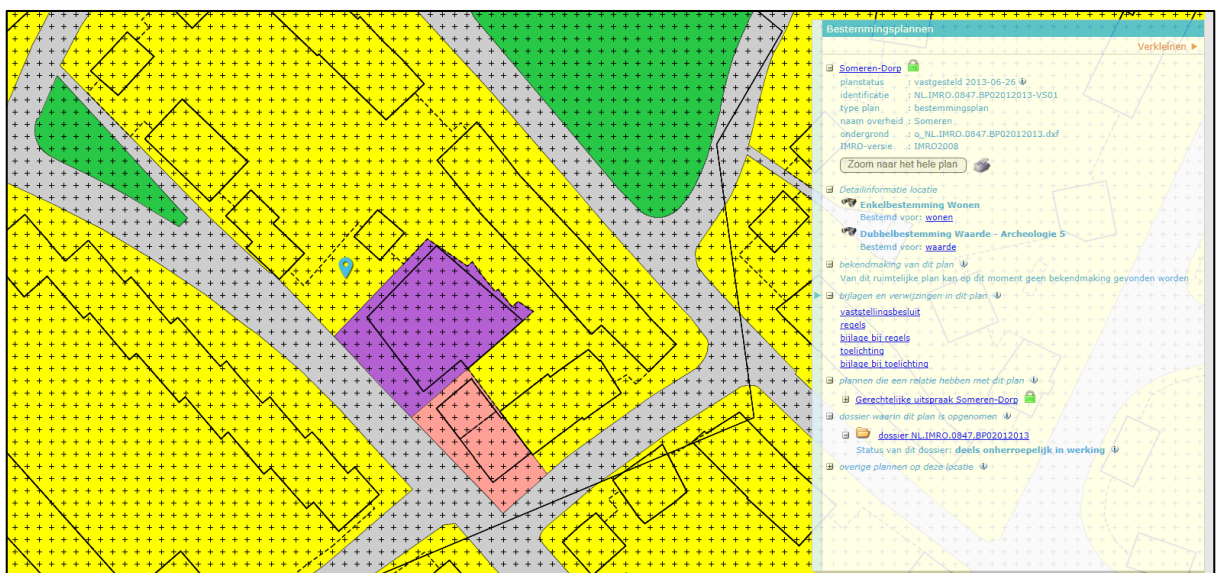 Bestemmingsplannen
Verkleinen
Someren-Dorp
planstatus : vastgesteld 2013-06-26
identificatie : NL.IMRO.0847.BP02012013-VS01
type plan : bestemmingsplan
naam overheid : Someren
ondergrond : o_NL.IMRO.0847.BP02012013.dxf
IMRO-versie : IMRO2008
Zoom naar het hele plan
Detailinformatie locatie
Enkelbestemming Wonen
Bestemd voor: wonen
Dubbelbestemming Waarde - Archeologie 5
Bestemd voor: waarde
bekendmaking van dit plan
Van dit ruimtelijke plan kan op dit moment geen bekendmaking gevonden worden
bijlagen en verwijzingen in dit plan
vaststellingsbesluit
regels
bijlage bij regels
toelichting
bijlage bij toelichting
plannen die een relatie hebben met dit plan
Gerechtelijke uitspraak Someren-Dorp
dossier waarin dit plan is opgenomen
dossier NL.IMRO.0847.BP02012013
Status van dit dossier: deels onherroepelijk in werking
overige plannen op deze locatie